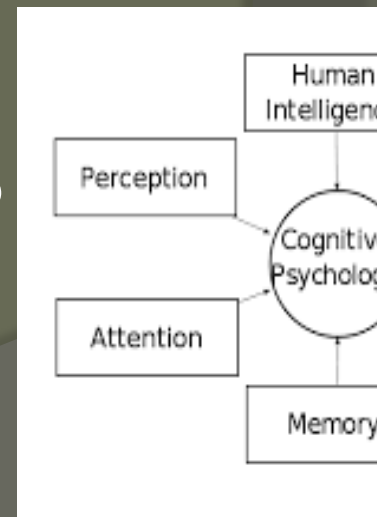 Human
Intelligenc
Perception
Cognitiv
Psycholog
Attention
Memory